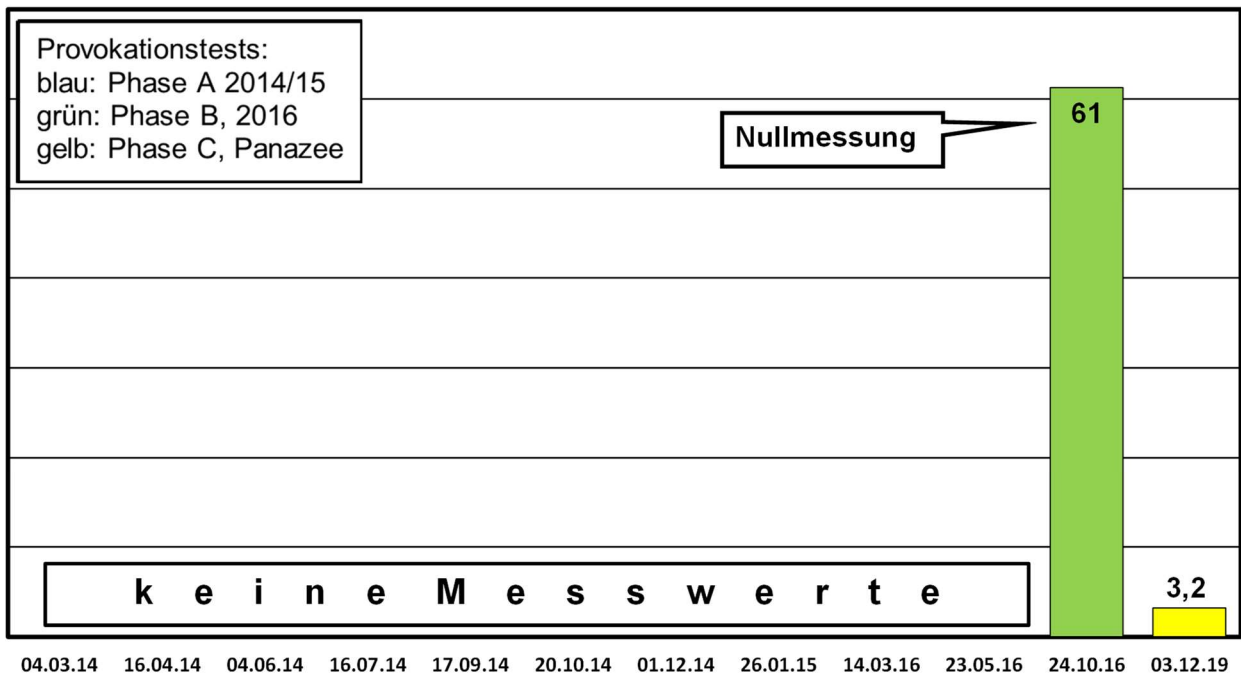 Provokationstests:
blau: Phase A 2014/15
grün: Phase B, 2016
gelb: Phase C, Panazee
Nullmessung
61
k e i n e M e s s w e r t e
3,2
04.03.14 16.04.14 04.06.14 16.07.14 17.09.14 20.10.14 01.12.14 26.01.15 14.03.16 23.05.16 24.10.16 03.12.19